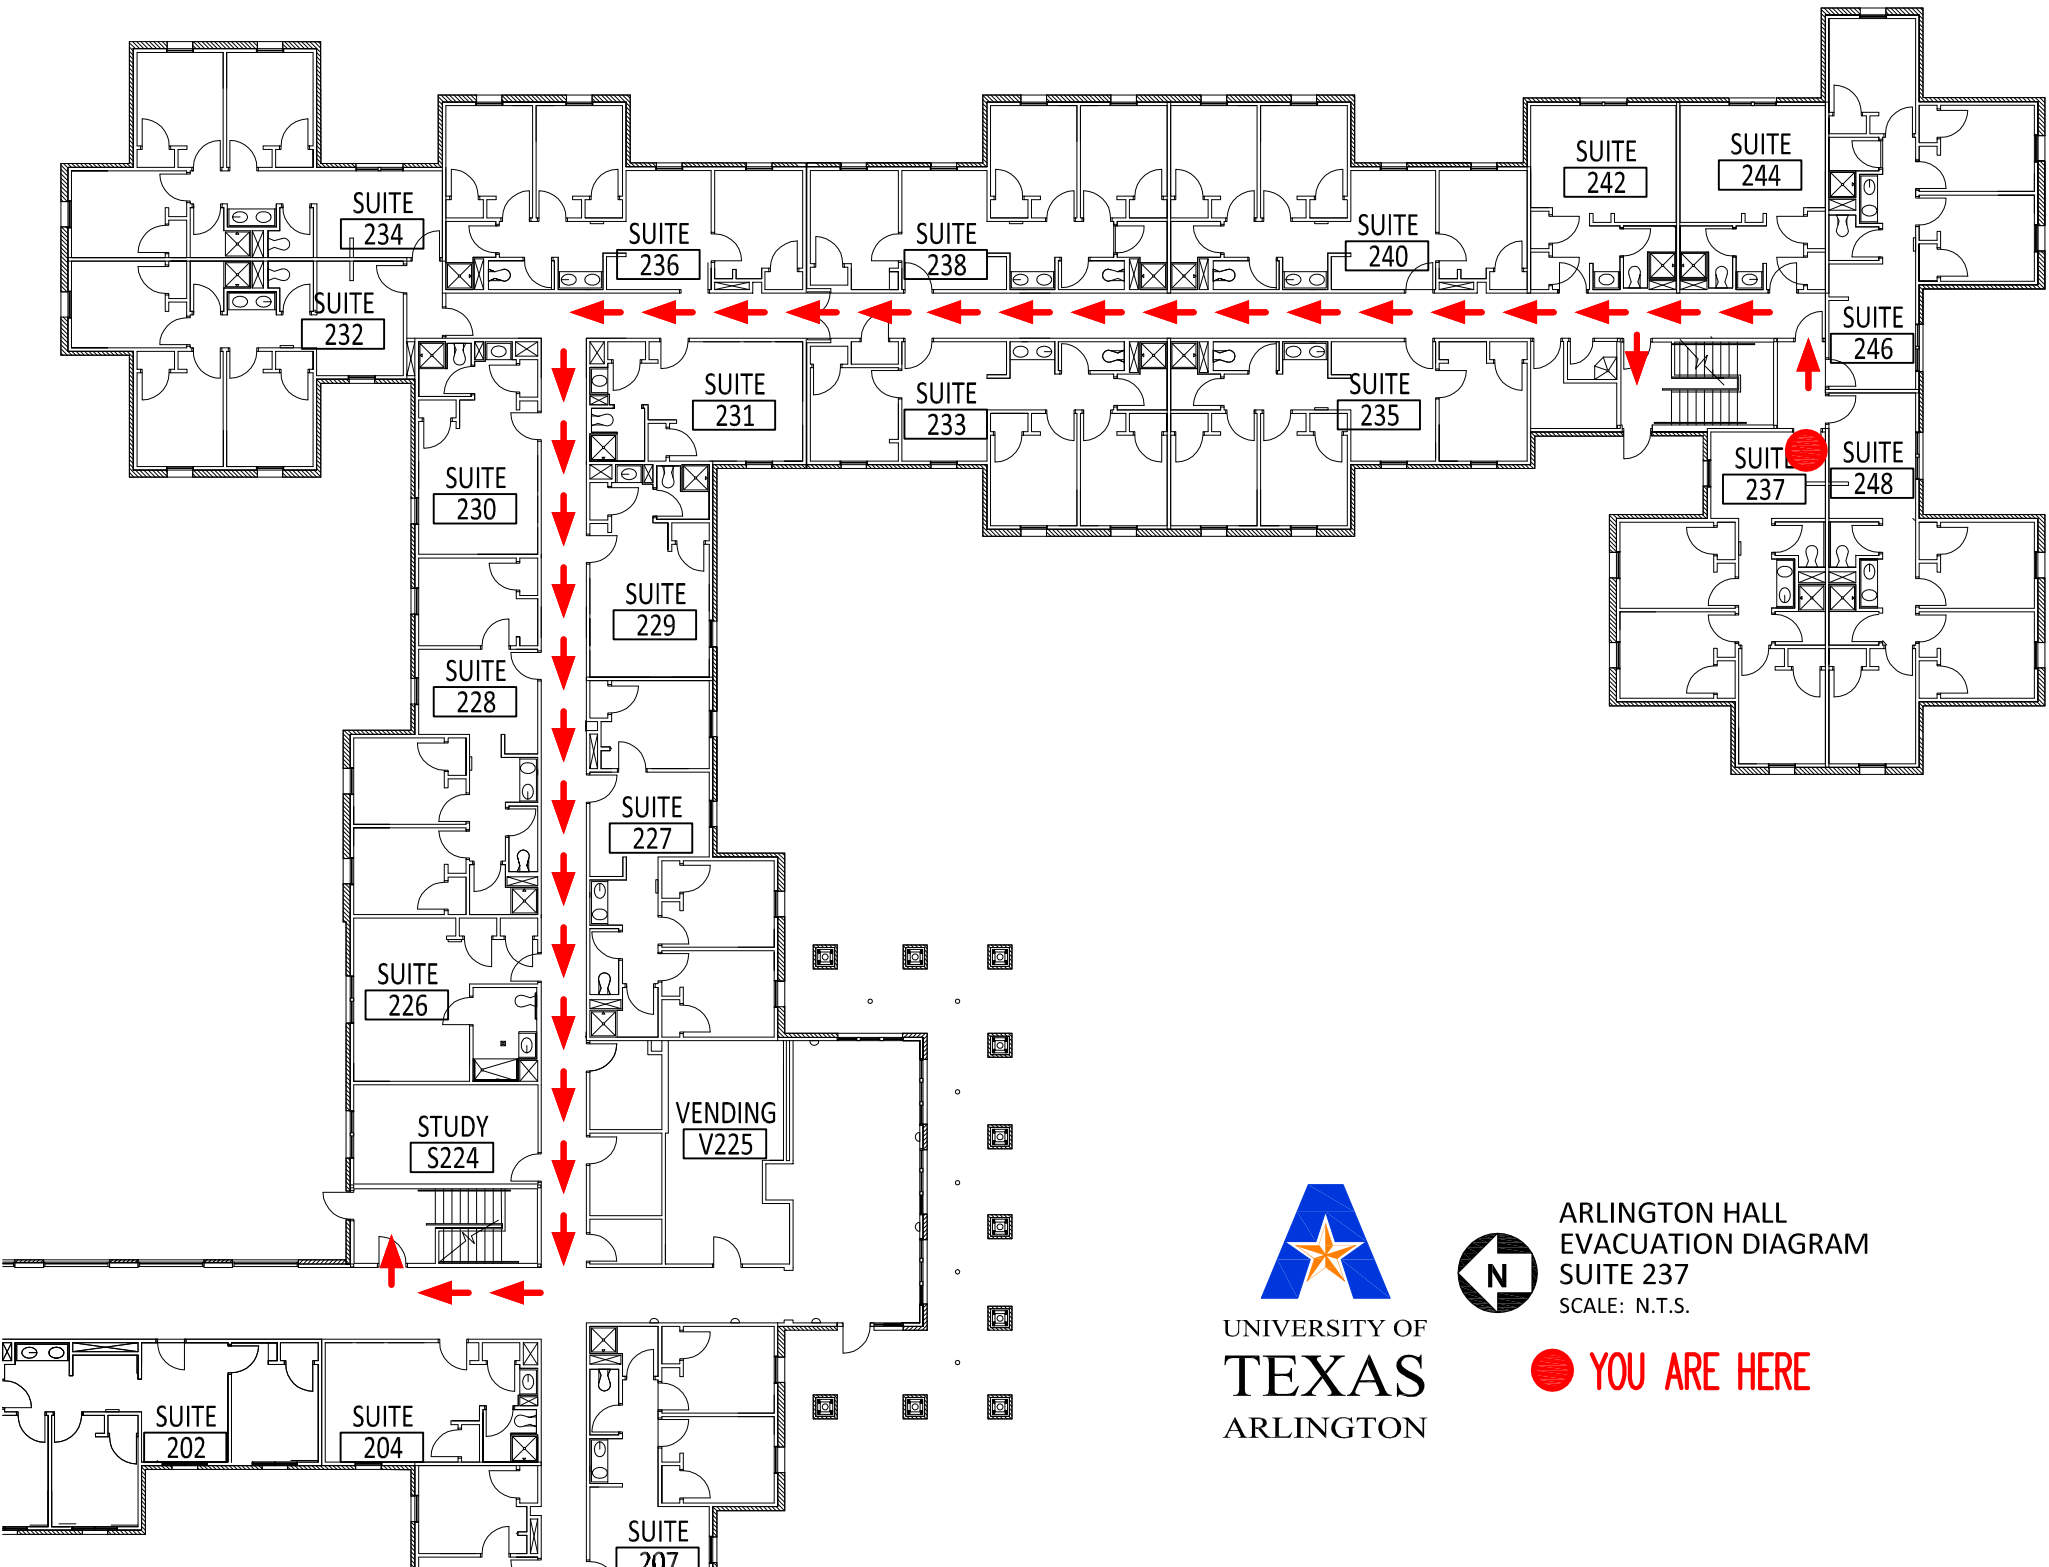 SUITE
234
SUITE
232
SUITE
236
SUITE
238
SUITE
240
SUITE
242
SUITE
244
SUITE
246
SUITE
230
SUITE
231
SUITE
233
SUITE
235
SUITE
237
SUITE
248
SUITE
229
SUITE
228
SUITE
227
SUITE
226
STUDY
S224
VENDING
V225
SUITE
202
SUITE
204
SUITE
207
UNIVERSITY OF
TEXAS
ARLINGTON
N
ARLINGTON HALL
EVACUATION DIAGRAM
SUITE 237
SCALE: N.T.S.
YOU ARE HERE